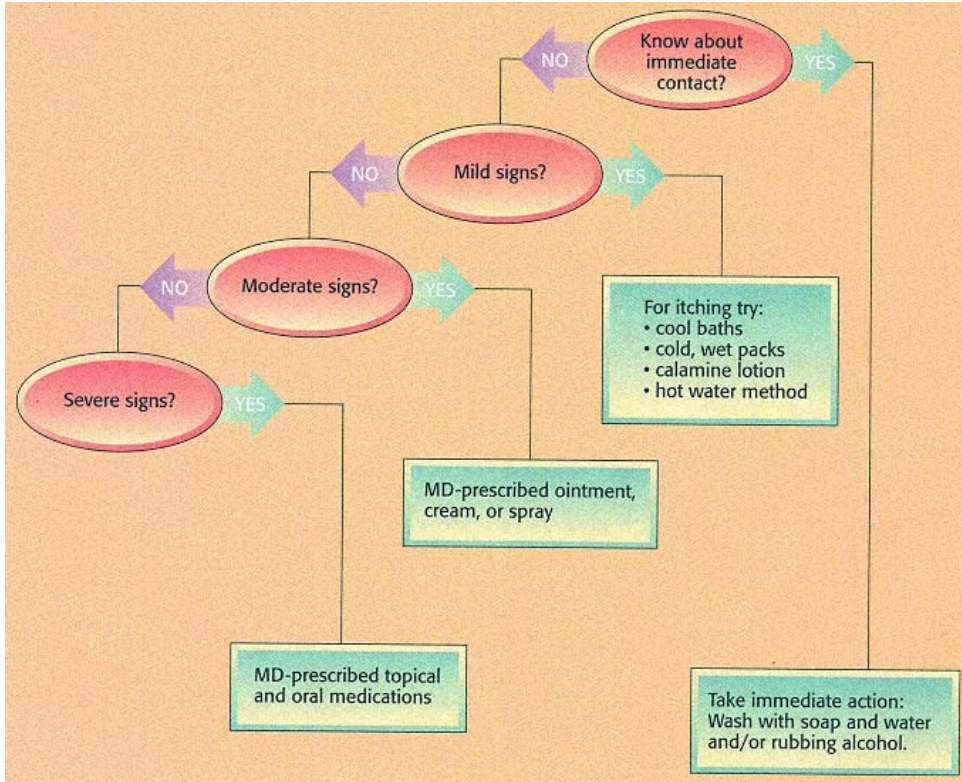 Know about
immediate
contact?
NO
YES
Mild signs?
NO
YES
Moderate signs?
NO
YES
For itching try:
• cool baths
• cold, wet packs
• calamine lotion
• hot water method
Severe signs?
YES
MD-prescribed ointment,
cream, or spray
MD-prescribed topical
and oral medications
Take immediate action:
Wash with soap and water
and/or rubbing alcohol.